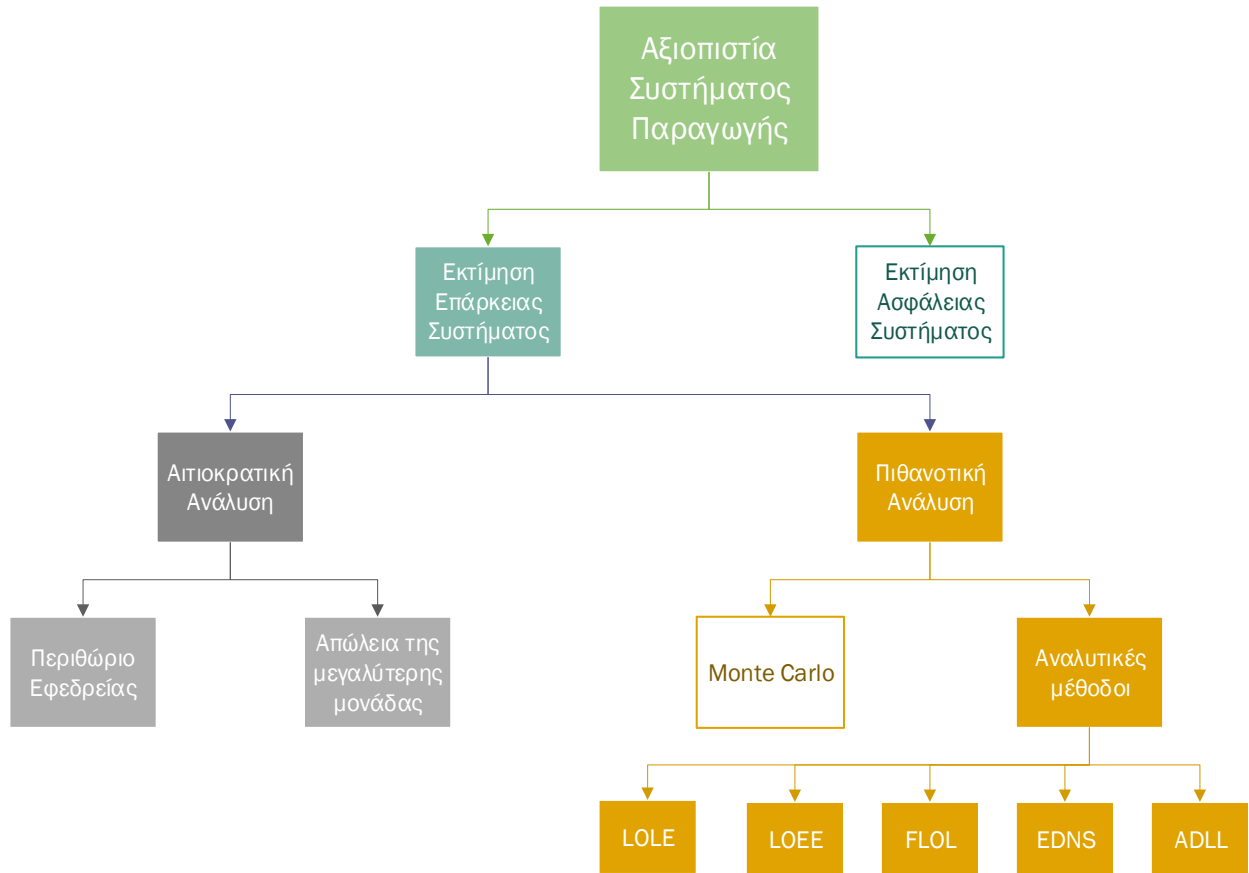 Αξιοπιστία
Συστήματος
Παραγωγής
Εκτίμηση
Επάρκειας
Συστήματος
Εκτίμηση
Ασφάλειας
Συστήματος
Αιτιοκρατική
Ανάλυση
Πιθανοτική
Ανάλυση
Περιθώριο
Εφεδρείας
Απώλεια της
μεγαλύτερης
μονάδας
Monte Carlo
Αναλυτικές
μέθοδοι
LOLE
LOEE
FLOL
EDNS
ADLL